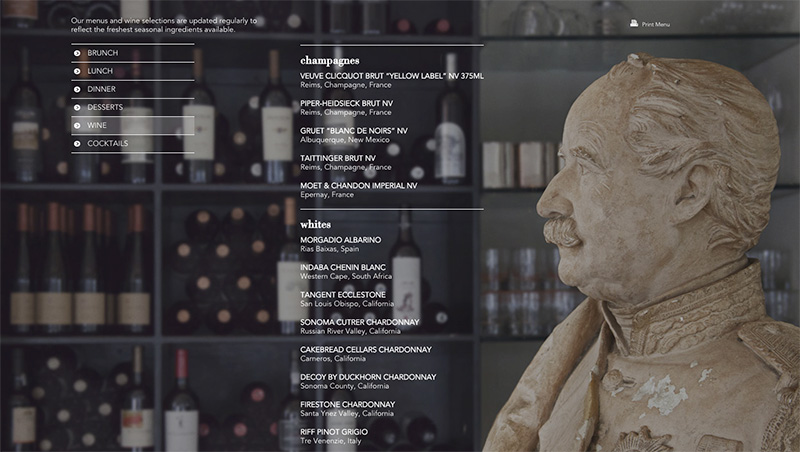 Our menus and wine selections are updated regularly to
reflect the freshest seasonal ingredients available.
Print Menu
BRUNCH
LUNCH
DINNER
DESSERTS
WINE
COCKTAILS
champagnes
VEUVE CLICQUOT BRUT “YELLOW LABEL” NV 375ML
Reims, Champagne, France
PIPER-HEIDSIECK BRUT NV
Reims, Champagne, France
GRUET “BLANC DE NOIRS” NV
Albuquerque, New Mexico
TAITTINGER BRUT NV
Reims, Champagne, France
MOET & CHANDON IMPERIAL NV
Epernay, France
whites
MORGADIO ALBARINO
Rias Baixas, Spain
INDABA CHENIN BLANC
Western Cape, South Africa
TANGENT ECCLESTONE
San Louis Obispo, California
SONOMA CUTRER CHARDONNAY
Russian River Valley, California
CAKEBREAD CELLARS CHARDONNAY
Carneros, California
DECOY BY DUCKHORN CHARDONNAY
Sonoma County, California
FIRESTONE CHARDONNAY
Santa Ynez Valley, California
RIFF PINOT GRIGIO
Tre Venenzie, Italy